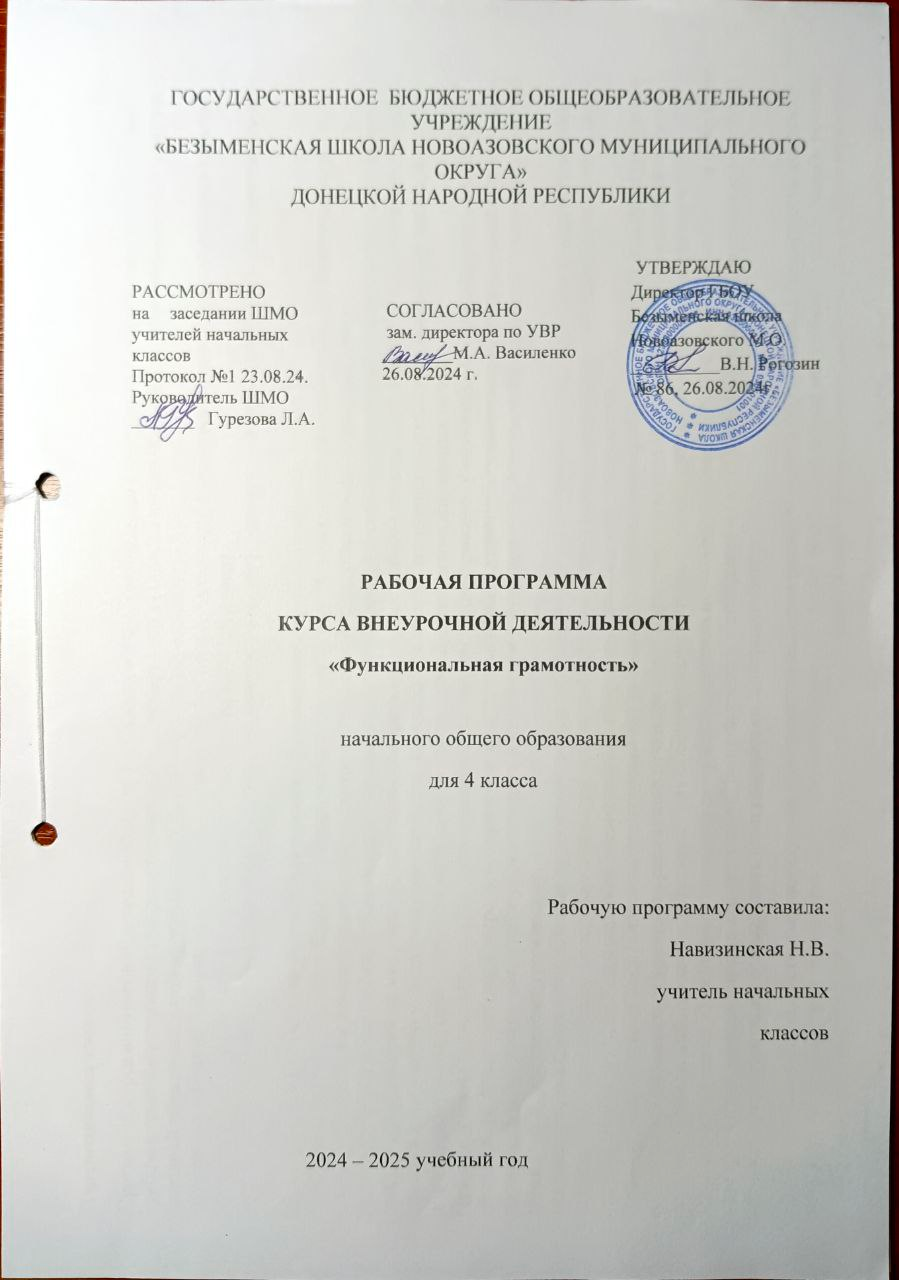 ГОСУДАРСТВЕННОЕ БЮДЖЕТНОЕ ОБЩЕОБРАЗОВАТЕЛЬНОЕ
УЧРЕЖДЕНИЕ
«БЕЗЫМЕНСКАЯ ШКОЛА НОВОАЗОВСКОГО МУНИЦИПАЛЬНОГО
ОКРУГА»
ДОНЕЦКОЙ НАРОДНОЙ РЕСПУБЛИКИ
РАССМОТРЕНО
на заседании ШМО
учителей начальных
классов
Протокол №1 23.08.24.
Руководитель ШМО
Гурезова Л.А.
СОГЛАСОВАНО
зам. директора по УВР
М.А. Василенко
26.08.2024 г.
УТВЕРЖДАЮ
Директор ГБОУ
Безыменская школа
Новоазовского М.О.
В.Н. Рогозин
№ 86, 26.08.2024г
РАБОЧАЯ ПРОГРАММА
КУРСА ВНЕУРОЧНОЙ ДЕЯТЕЛЬНОСТИ
«Функциональная грамотность»
начального общего образования
для 4 класса
Рабочую программу составила:
Навизинская Н.В.
учитель начальных
классов
2024 – 2025 учебный год